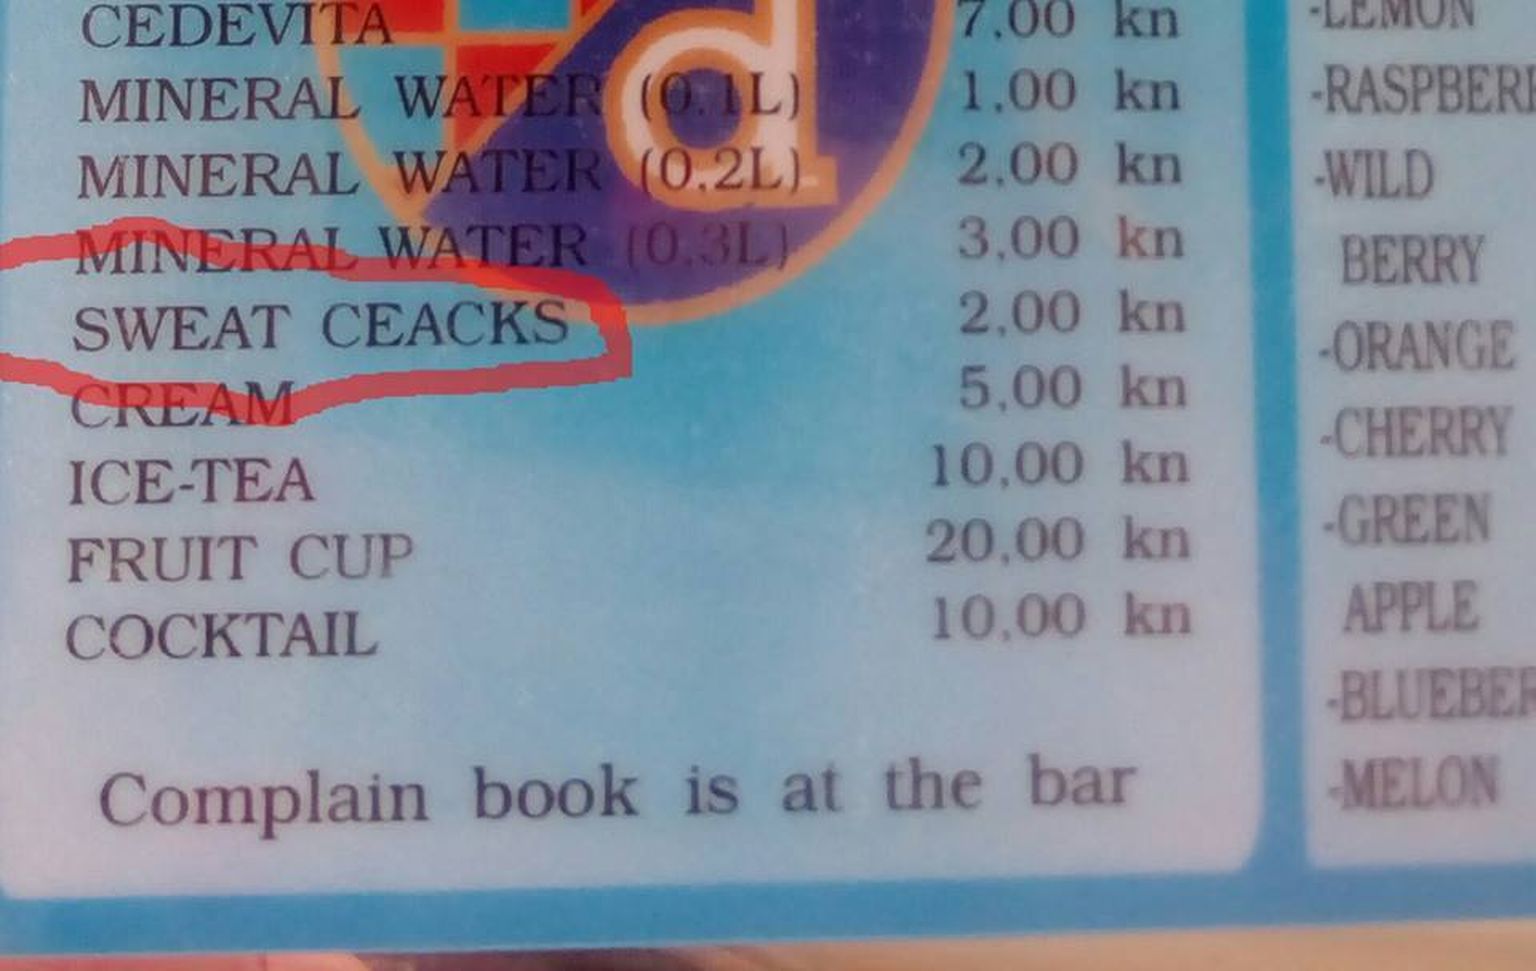 CEDEVITA 7,00 kn
MINERAL WATER (0.1L) 1,00 kn
MINERAL WATER (0.2L) 2,00 kn
MINERAL WATER (0.3L) 3,00 kn
SWEAT CEACKS 2,00 kn
CREAM 5,00 kn
ICE-TEA 10,00 kn
FRUIT CUP 20,00 kn
COCKTAIL 10,00 kn
Complain book is at the bar
d
-LEMON
-WILD
BERRY
-ORANGE
-CHERRY
-GREEN
APPLE
-MELON